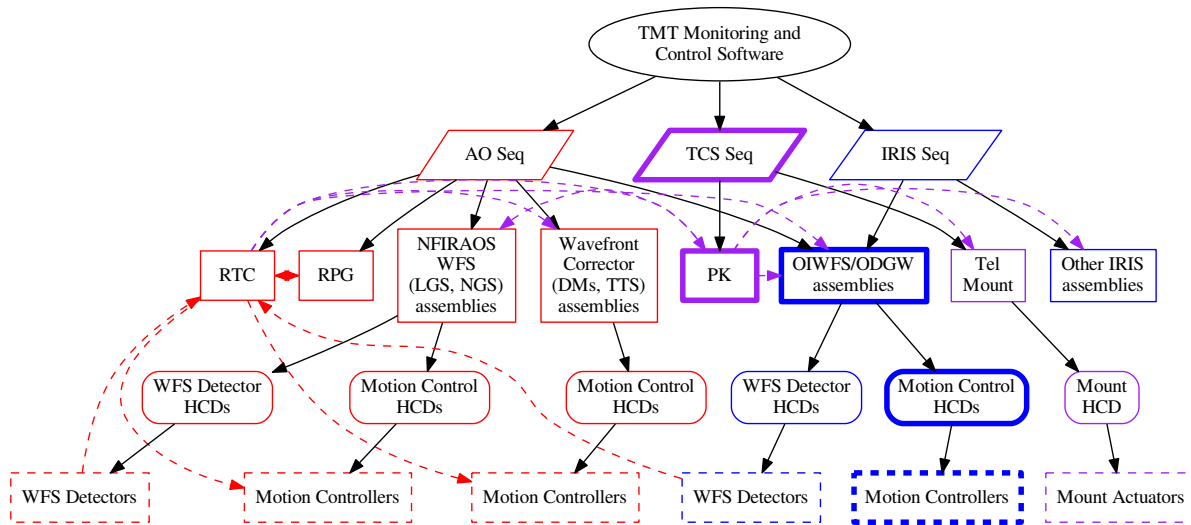 TMT Monitoring and
Control Software
AO Seq
TCS Seq
IRIS Seq
RTC
RPG
NFIRAOS
WFS
(LGS, NGS)
assemblies
Wavefront
Corrector
(DMs, TTS)
assemblies
PK
OIWFS/ODGW
assemblies
Tel
Mount
Other IRIS
assemblies
WFS Detector
HCDs
Motion Control
HCDs
Motion Control
HCDs
WFS Detector
HCDs
Motion Control
HCDs
Mount
HCD
WFS Detectors
Motion Controllers
Motion Controllers
WFS Detectors
Motion Controllers
Mount Actuators